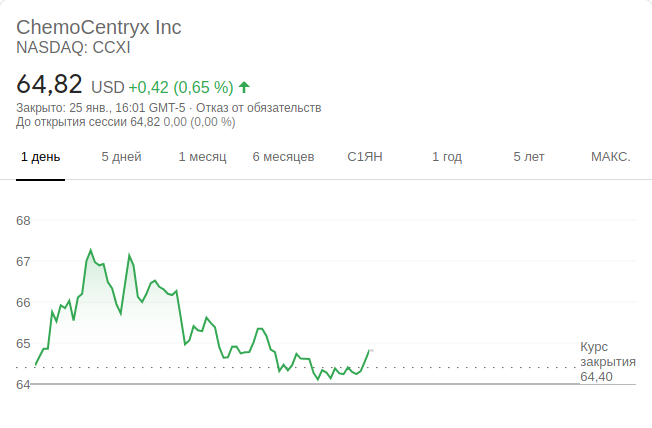 ChemoCentryx Inc
NASDAQ: CCXI
64,82 USD +0,42 (0,65 %)
Закрыто: 25 янв., 16:01 GMT-5 · Отказ от обязательств
До открытия сессии 64,82 0,00 (0,00 %)
1 день 5 дней 1 месяц 6 месяцев С1ЯН 1 год 5 лет МАКС.
68
67
66
65
Курс
закрытия
64,40
64